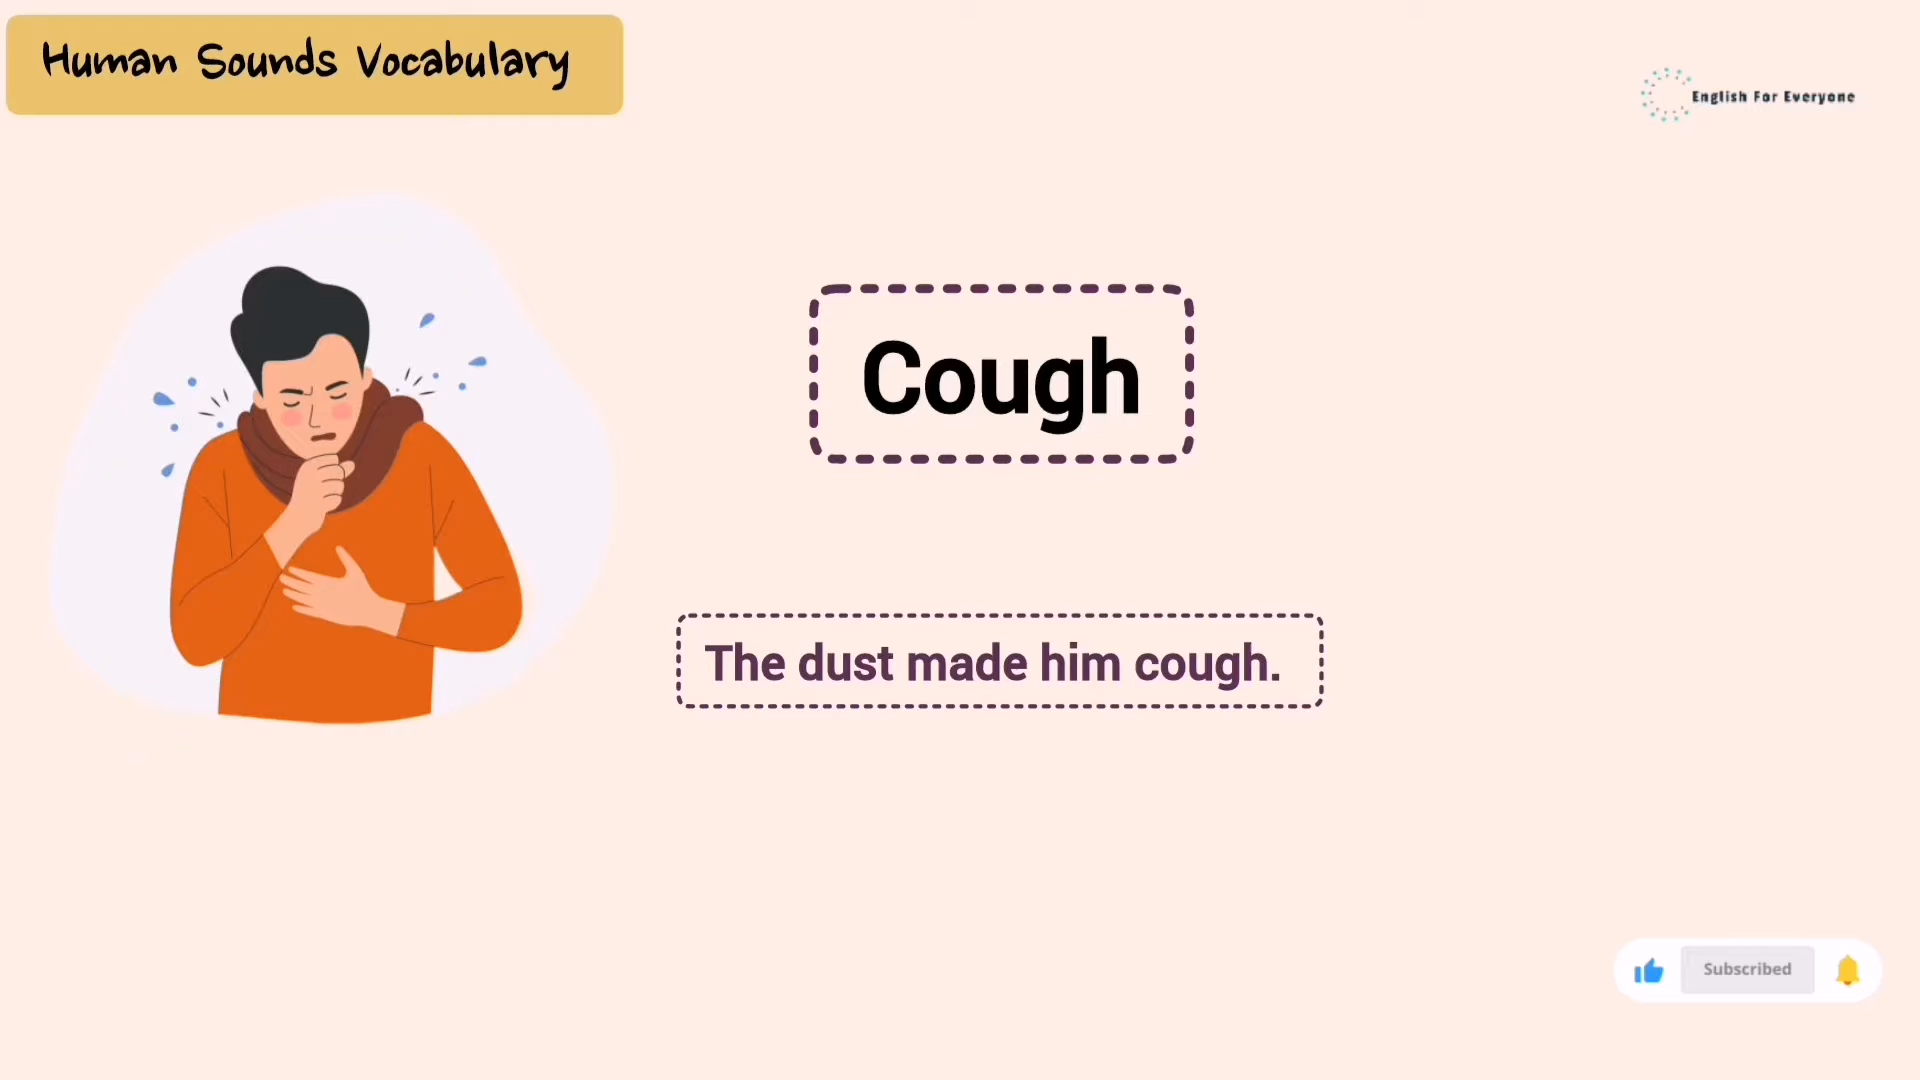 Human Sounds Vocabulary
English For Everyone
Cough
The dust made him cough.
Subscribed